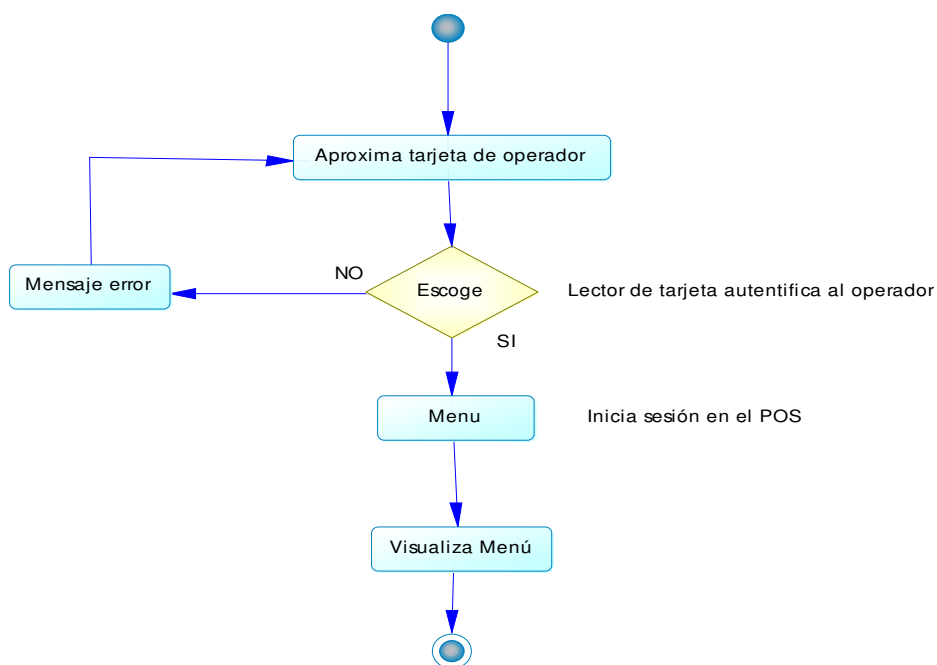 Aproxima tarjeta de operador
Mensaje error
NO
Escoge
Lector de tarjeta autentifica al operador
SI
Menu
Inicia sesión en el POS
Visualiza Menú